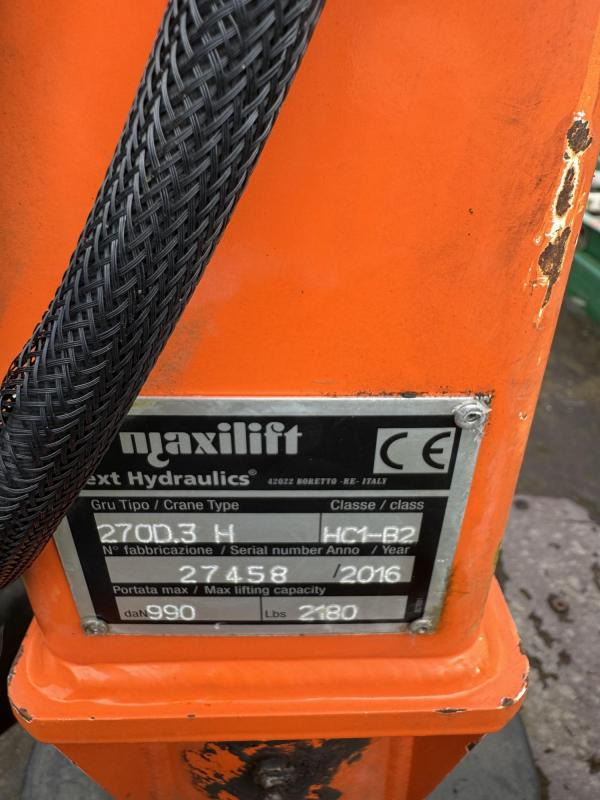 maxilift
CE
ext Hydraulics®
42022 BORETTO -RE- ITALY
Gru Tipo / Crane Type Classe / class
270D.3 H HC1-B2
N° fabbricazione / Serial number Anno / Year
27458 /2016
Portata max / Max lifting capacity
daN 990 Lbs 2180